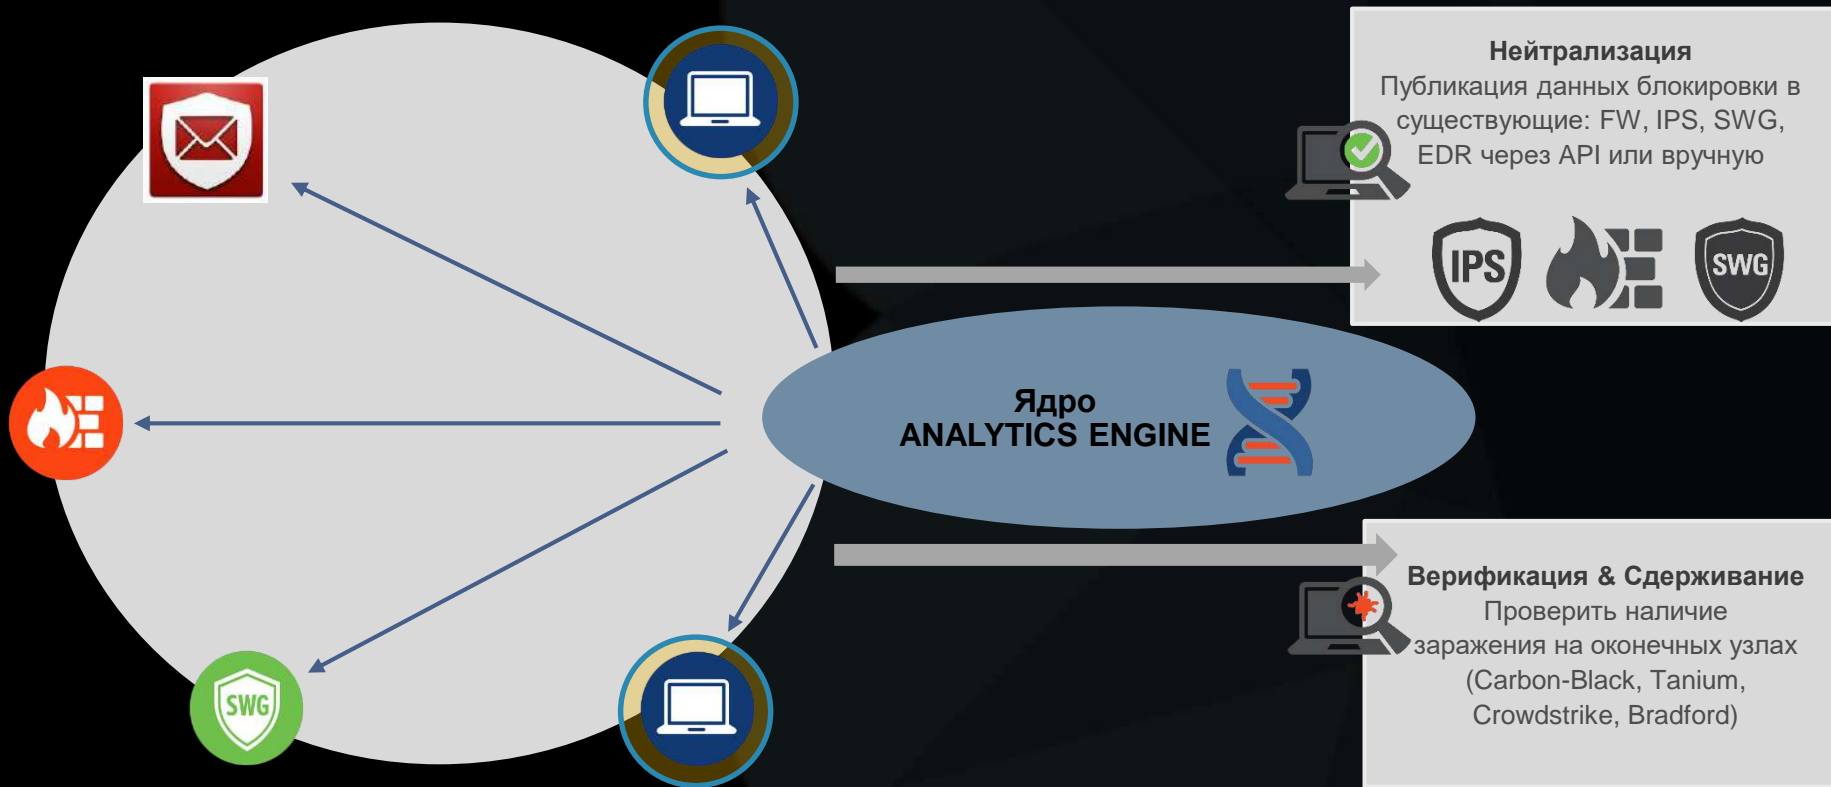 Нейтрализация
Публикация данных блокировки в
существующие: FW, IPS, SWG,
EDR через API или вручную
IPS
SWG
Ядро
ANALYTICS ENGINE
Верификация & Сдерживание
Проверить наличие
заражения на оконечных узлах
(Carbon-Black, Tanium,
Crowdstrike, Bradford)
SWG